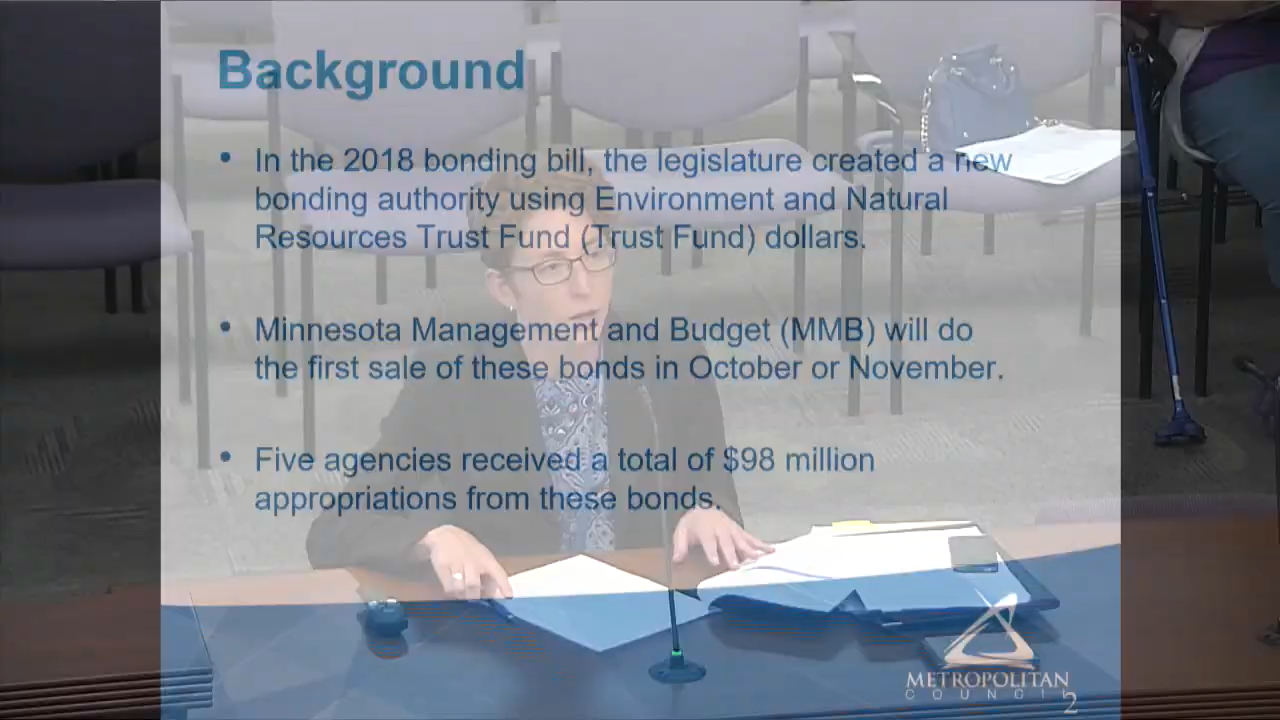 Background
• In the 2018 bonding bill, the legislature created a new
bonding authority using Environment and Natural
Resources Trust Fund (Trust Fund) dollars.
• Minnesota Management and Budget (MMB) will do
the first sale of these bonds in October or November.
• Five agencies received a total of $98 million
appropriations from these bonds.
METROPOLITAN
COUNCIL
2